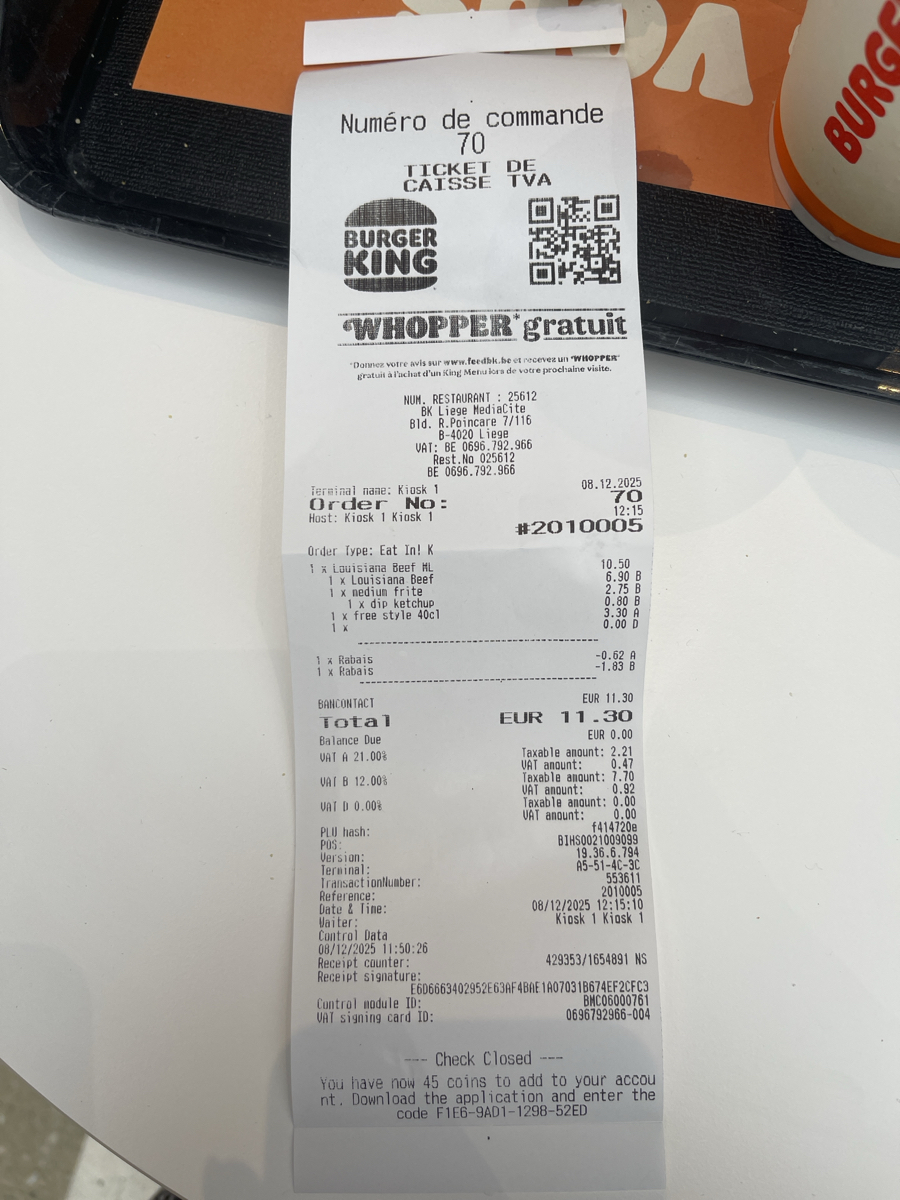 VOUS
BURGE
Numéro de commande
70
TICKET DE
CAISSE TVA
BURGER
KING
WHOPPER* gratuit
*Donnez votre avis sur www.feedbk.be et recevez un "WHOPPER"
gratuit à l'achat d'un King Menu lors de votre prochaine visite.
NUM. RESTAURANT : 25612
BK Liege MediaCite
Bld. R.Poincare 7/116
B-4020 Liege
VAT: BE 0696.792.966
Rest.No 025612
BE 0696.792.966
Terminal name: Kiosk 1 08.12.2025
Order No: 70
Host: Kiosk 1 Kiosk 1 12:15
#2010005
Order Type: Eat In! K
1 x Louisiana Beef ML 10.50
1 x Louisiana Beef 6.90 B
1 x medium frite 2.75 B
1 x dip ketchup 0.80 B
1 x free style 40cl 3.30 A
1 x 0.00 D
1 x Rabais -0.62 A
1 x Rabais -1.83 B
BANCONTACT EUR 11.30
Total EUR 11.30
Balance Due EUR 0.00
VAT A 21.00% Taxable amount: 2.21
VAT amount: 0.47
VAT B 12.00% Taxable amount: 7.70
VAT amount: 0.92
VAT D 0.00% Taxable amount: 0.00
VAT amount: 0.00
PLU hash: f414720e
POS: BIHS0021009099
Version: 19.36.6.794
Terminal: A5-51-4C-3C
TransactionNumber: 553611
Reference: 2010005
Date & Time: 08/12/2025 12:15:10
Waiter: Kiosk 1 Kiosk 1
Control Data
08/12/2025 11:50:26
Receipt counter: 429353/1654891 NS
Receipt signature:
E6D6663402952E63AF4BAE1A07031B674EF2CFC3
Control module ID: BMC06000761
VAT signing card ID: 0696792966-004
--- Check Closed ---
You have now 45 coins to add to your accou
nt. Download the application and enter the
code F1E6-9AD1-1298-52ED